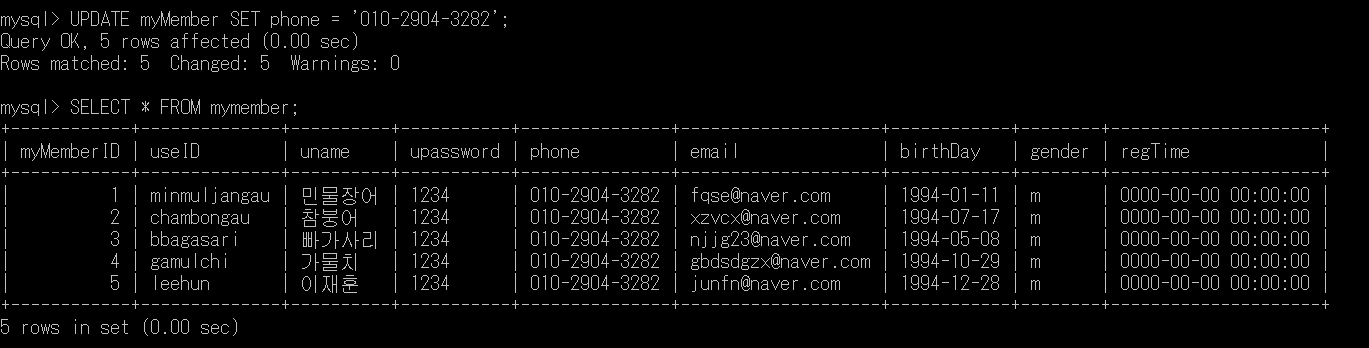 mysql> UPDATE myMember SET phone = '010-2904-3282';
Query OK, 5 rows affected (0.00 sec)
Rows matched: 5  Changed: 5  Warnings: 0
mysql> SELECT * FROM mymember;
+------------+--------------+----------+-----------+---------------+--------------------+------------+--------+---------------------+
| myMemberID | useID        | uname    | upassword | phone         | email              | birthDay   | gender | regTime             |
+------------+--------------+----------+-----------+---------------+--------------------+------------+--------+---------------------+
|          1 | minmuljangau | 민물장어 | 1234      | 010-2904-3282 | fqse@naver.com     | 1994-01-11 | m      | 0000-00-00 00:00:00 |
|          2 | chambongau   | 참붕어   | 1234      | 010-2904-3282 | xzvcx@naver.com    | 1994-07-17 | m      | 0000-00-00 00:00:00 |
|          3 | bbagasari    | 빠가사리 | 1234      | 010-2904-3282 | njjg23@naver.com   | 1994-05-08 | m      | 0000-00-00 00:00:00 |
|          4 | gamulchi     | 가물치   | 1234      | 010-2904-3282 | gbdsdgzx@naver.com | 1994-10-29 | m      | 0000-00-00 00:00:00 |
|          5 | leehun       | 이재훈   | 1234      | 010-2904-3282 | junfn@naver.com    | 1994-12-28 | m      | 0000-00-00 00:00:00 |
+------------+--------------+----------+-----------+---------------+--------------------+------------+--------+---------------------+
5 rows in set (0.00 sec)